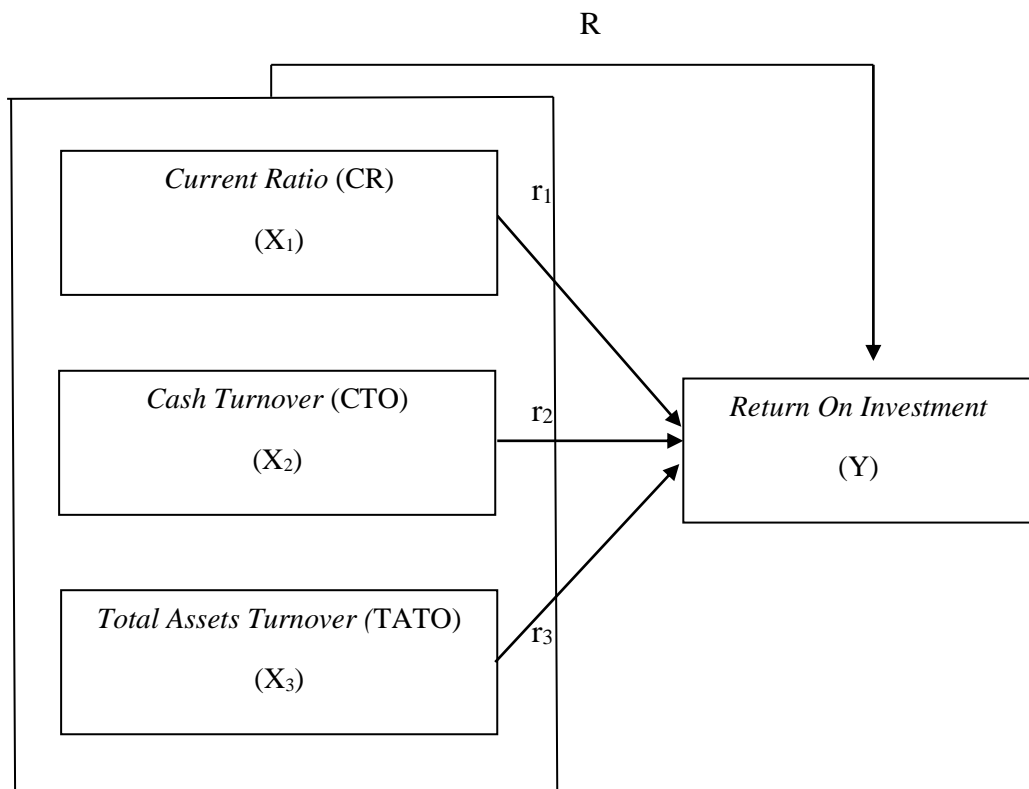 R
Current Ratio (CR)
(X₁)
r₁
Cash Turnover (CTO)
(X₂)
r₂
Return On Investment
(Y)
Total Assets Turnover (TATO)
(X₃)
r₃